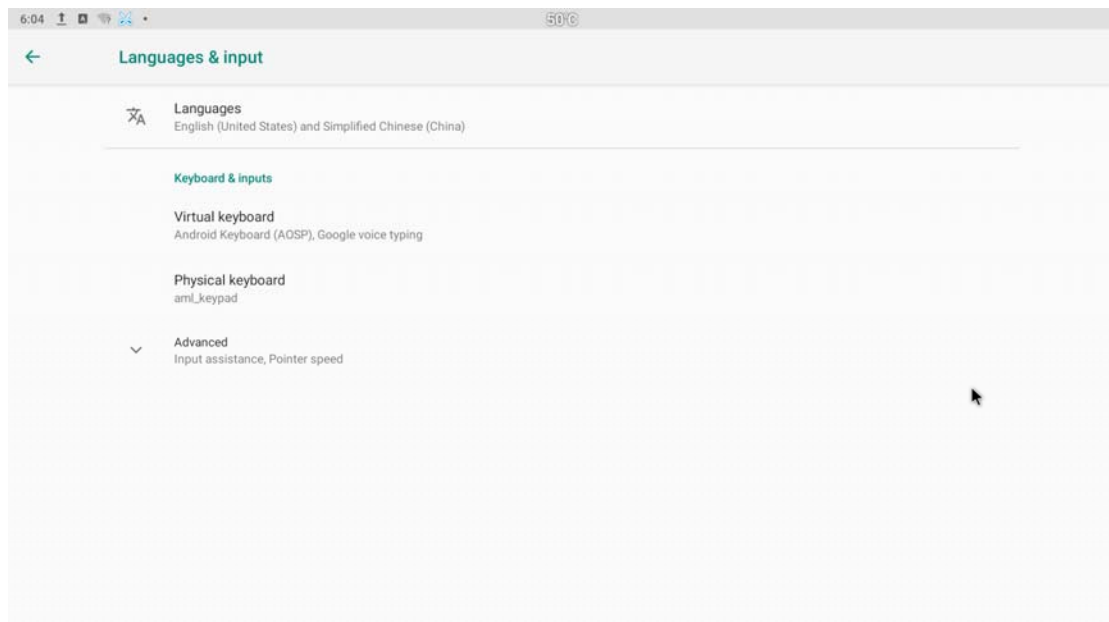 6:04
50°C
Languages & input
Languages
English (United States) and Simplified Chinese (China)
Keyboard & inputs
Virtual keyboard
Android Keyboard (AOSP), Google voice typing
Physical keyboard
aml_keypad
Advanced
Input assistance, Pointer speed